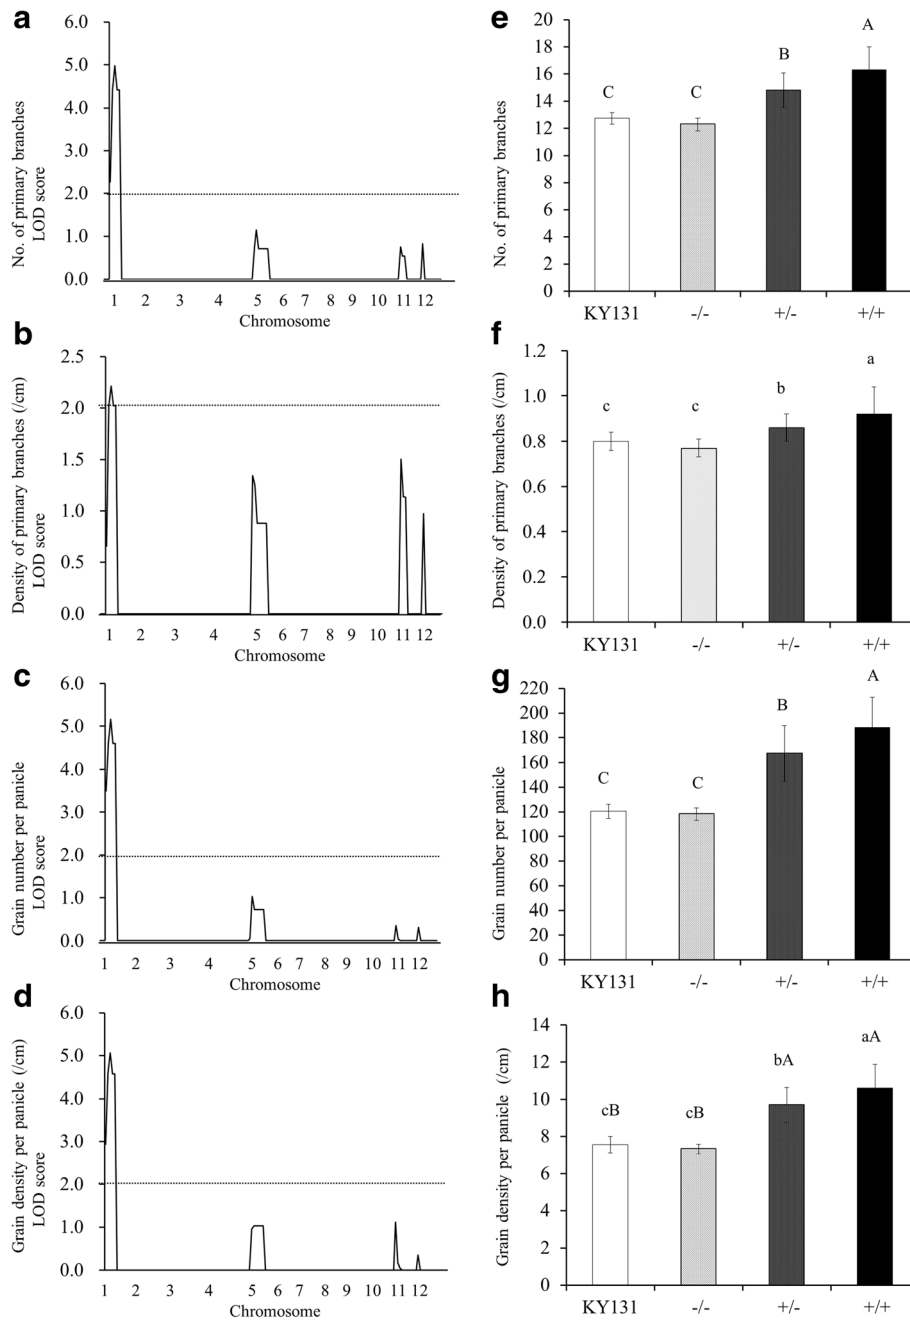 a
No. of primary branches
LOD score
6.0
5.0
4.0
3.0
2.0
1.0
0.0
1 2 3 4 5 6 7 8 9 10 11 12
Chromosome
e
No. of primary branches
20
18
16
14
12
10
8
6
4
2
0
C C B A
KY131 -/- +/- +/+
b
Density of primary branches (/cm)
LOD score
2.5
2.0
1.5
1.0
0.5
0.0
1 2 3 4 5 6 7 8 9 10 11 12
Chromosome
f
Density of primary branches (/cm)
1.2
1.0
0.8
0.6
0.4
0.2
0.0
c c b a
KY131 -/- +/- +/+
c
Grain number per panicle
LOD score
6.0
5.0
4.0
3.0
2.0
1.0
0.0
1 2 3 4 5 6 7 8 9 10 11 12
Chromosome
g
Grain number per panicle
220
200
180
160
140
120
100
80
60
40
20
0
C C B A
KY131 -/- +/- +/+
d
Grain density per panicle (/cm)
LOD score
6.0
5.0
4.0
3.0
2.0
1.0
0.0
1 2 3 4 5 6 7 8 9 10 11 12
Chromosome
h
Grain density per panicle (/cm)
14
12
10
8
6
4
2
0
cB cB bA aA
KY131 -/- +/- +/+